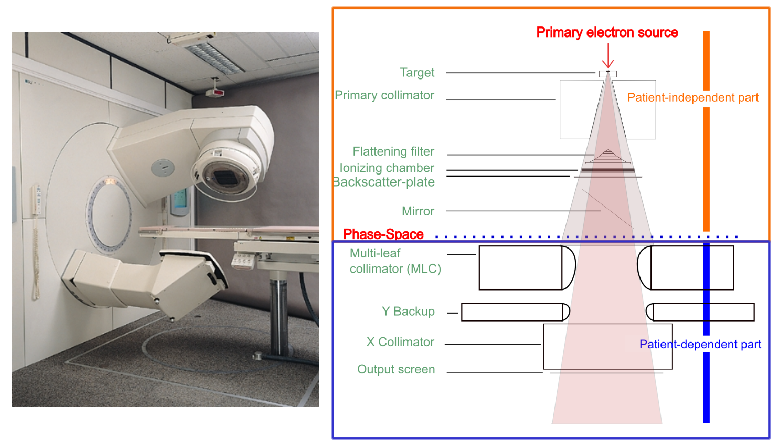 Primary electron source
Target
Primary collimator
Patient-independent part
Flattening filter
Ionizing chamber
Backscatter-plate
Mirror
Phase-Space
Multi-leaf
collimator (MLC)
Y Backup
X Collimator
Patient-dependent part
Output screen